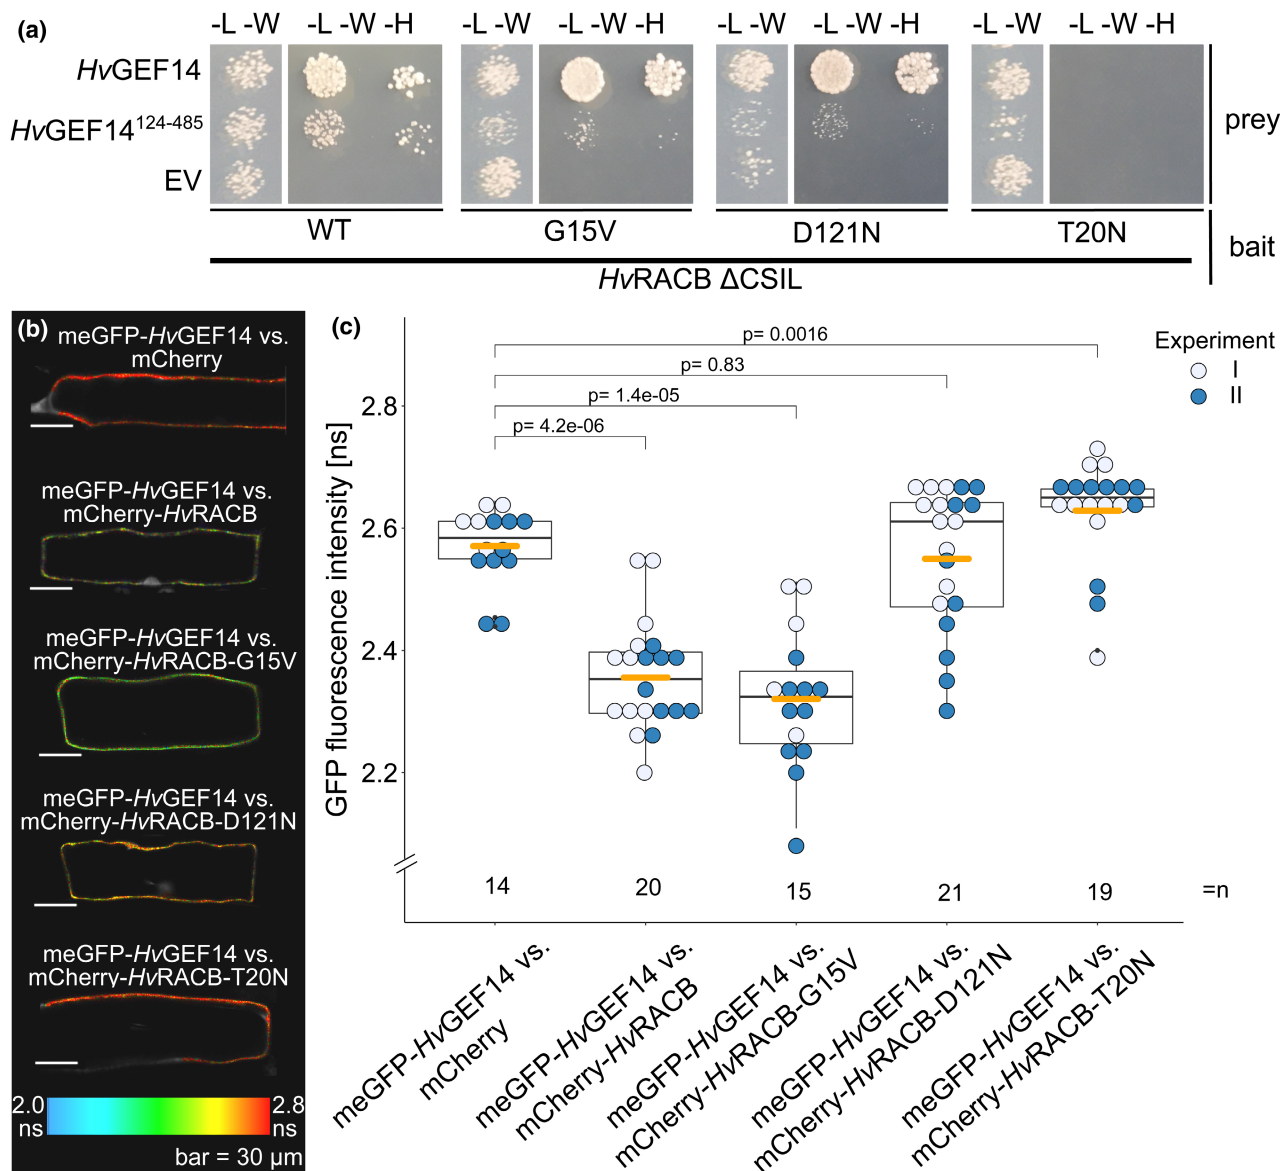 (a)
-L -W -L -W -H -L -W -L -W -H -L -W -L -W -H -L -W -L -W -H
HvGEF14
HvGEF14124-485
EV
prey
WT G15V D121N T20N
bait
HvRACB ΔCSIL
(b)
meGFP-HvGEF14 vs.
mCherry
meGFP-HvGEF14 vs.
mCherry-HvRACB
meGFP-HvGEF14 vs.
mCherry-HvRACB-G15V
meGFP-HvGEF14 vs.
mCherry-HvRACB-D121N
meGFP-HvGEF14 vs.
mCherry-HvRACB-T20N
2.0
ns
2.8
ns
bar = 30 µm
(c)
GFP fluorescence intensity [ns]
2.8
2.6
2.4
2.2
p= 0.0016
p= 0.83
p= 1.4e-05
p= 4.2e-06
Experiment
I
II
14 20 15 21 19 =n
meGFP-HvGEF14 vs.
mCherry
meGFP-HvGEF14 vs.
mCherry-HvRACB
meGFP-HvGEF14 vs.
mCherry-HvRACB-G15V
meGFP-HvGEF14 vs.
mCherry-HvRACB-D121N
meGFP-HvGEF14 vs.
mCherry-HvRACB-T20N